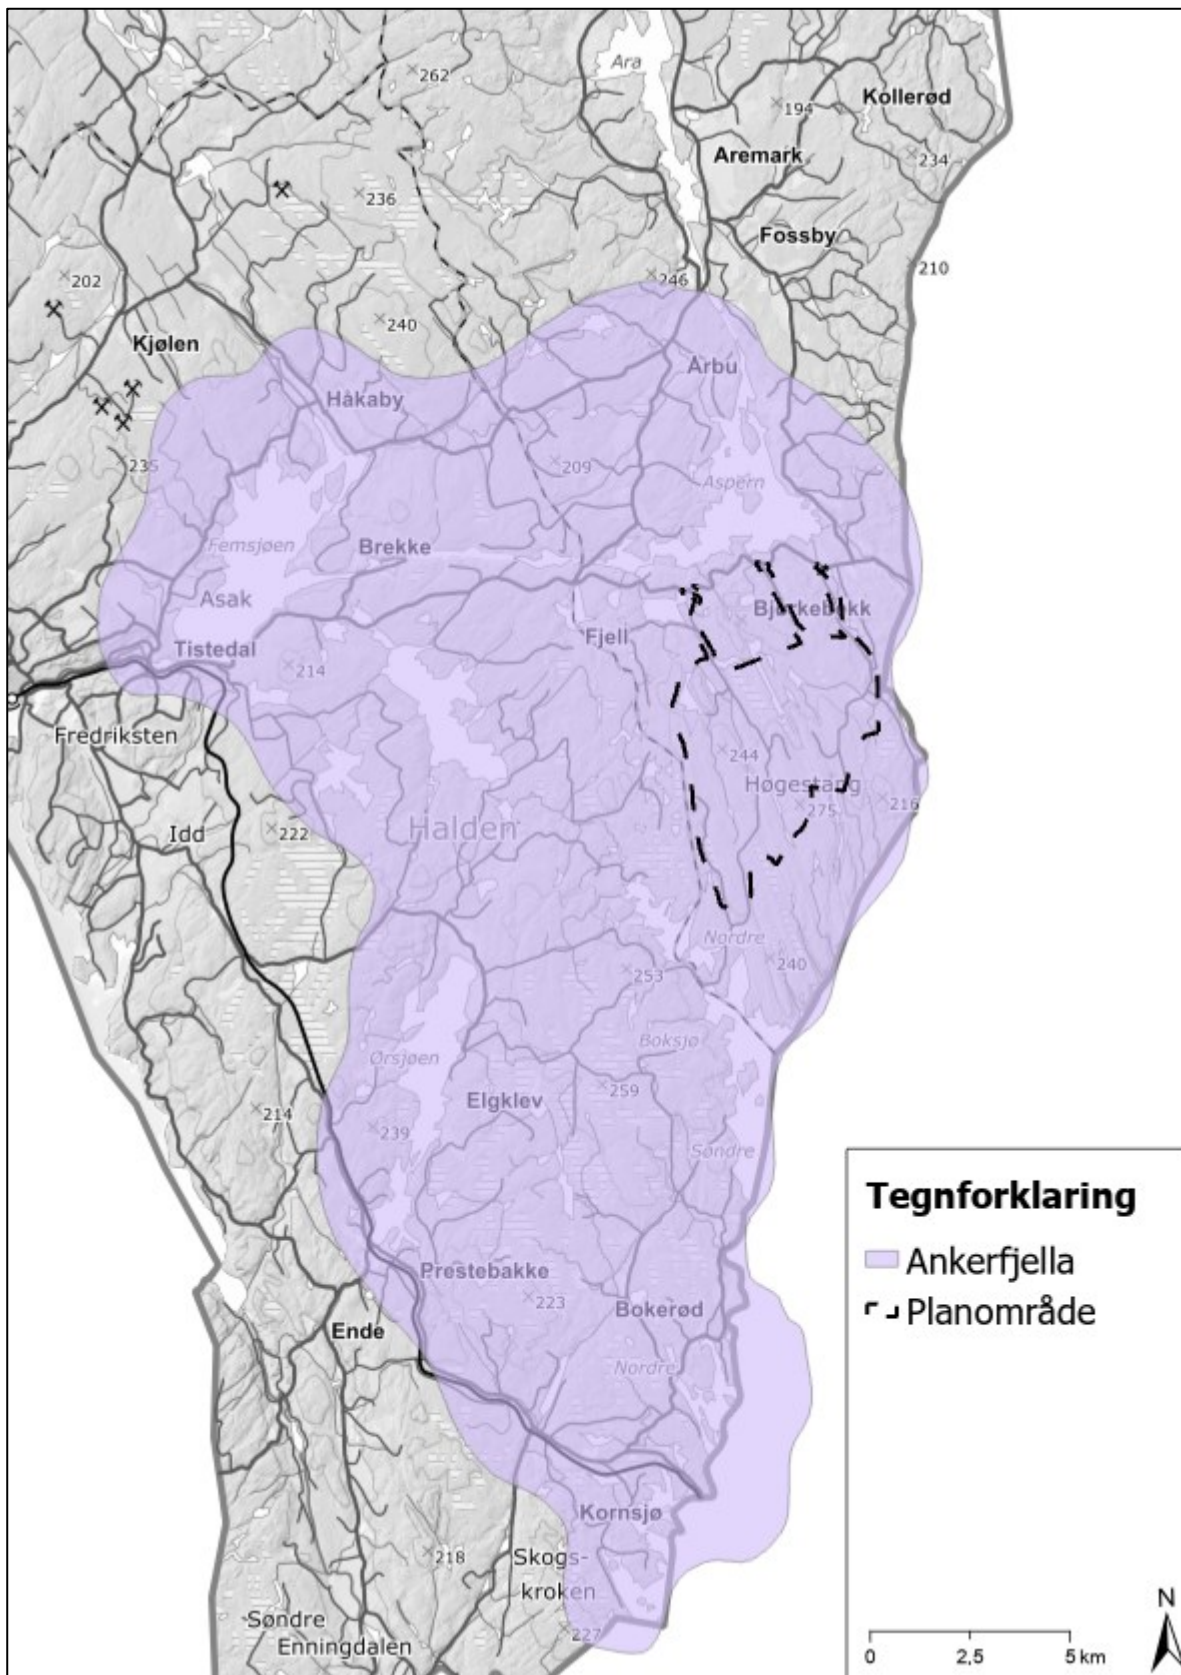 Ara
262
194
Kollerød
Aremark
234
236
Fossby
210
202
246
240
Kjølen
Arbu
Håkaby
235
209
Aspern
Femsjøen
Brekke
Asak
Bjørkebekk
Tistedal
Fjell
214
Fredriksten
244
Høgestang
275
216
Idd
222
Halden
Nordre
240
253
Boksjø
Ørsjøen
259
Elgklev
214
239
Søndre
Tegnforklaring
Ankerfjella
Planområde
Prestebakke
223
Bokerød
Ende
Nordre
Kornsjø
218
Skogs-
kroken
Søndre
Enningdalen
227
N
0 2,5 5 km